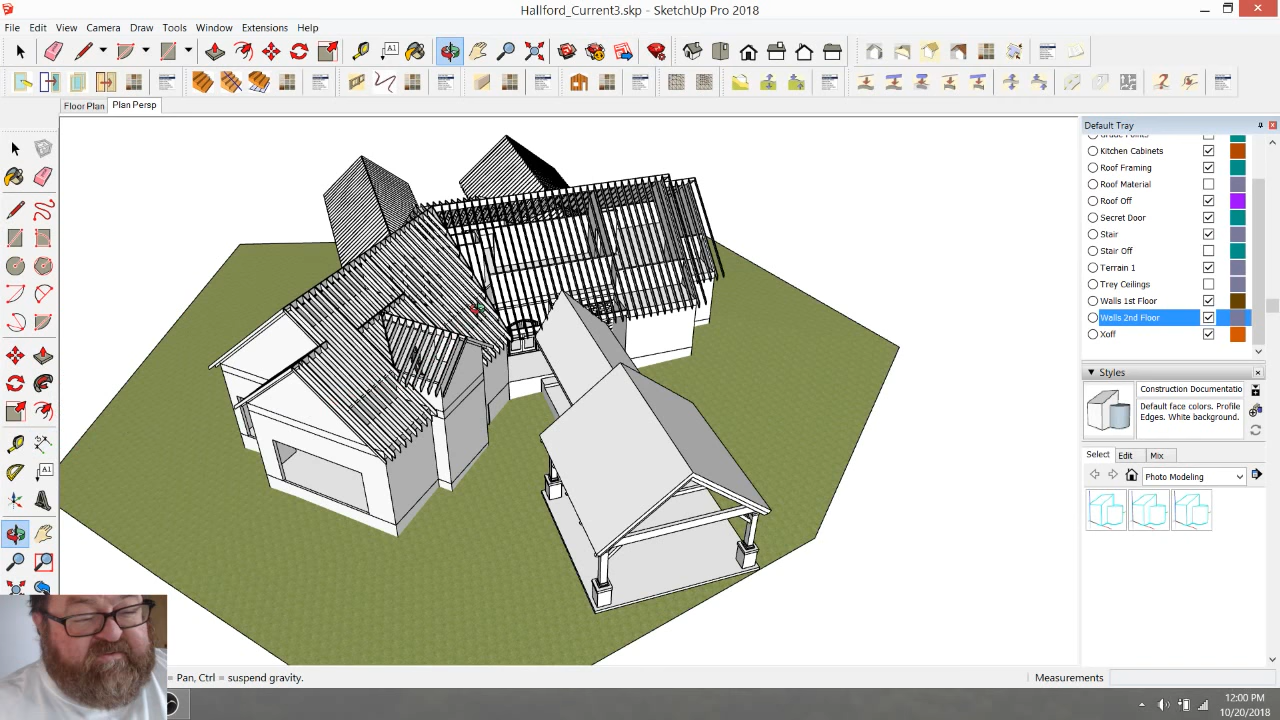 Hallford_Current3.skp - SketchUp Pro 2018
File Edit View Camera Draw Tools Window Extensions Help
A1
Floor Plan Plan Persp
Default Tray
Kitchen Cabinets
Roof Framing
Roof Material
Roof Off
Secret Door
Stair
Stair Off
Terrain 1
Trey Ceilings
Walls 1st Floor
Walls 2nd Floor
Xoff
Styles
Construction Documentatio
Default face colors. Profile
Edges. White background.
Select Edit Mix
Photo Modeling
A1
= Pan, Ctrl = suspend gravity.
Measurements
12:00 PM
10/20/2018